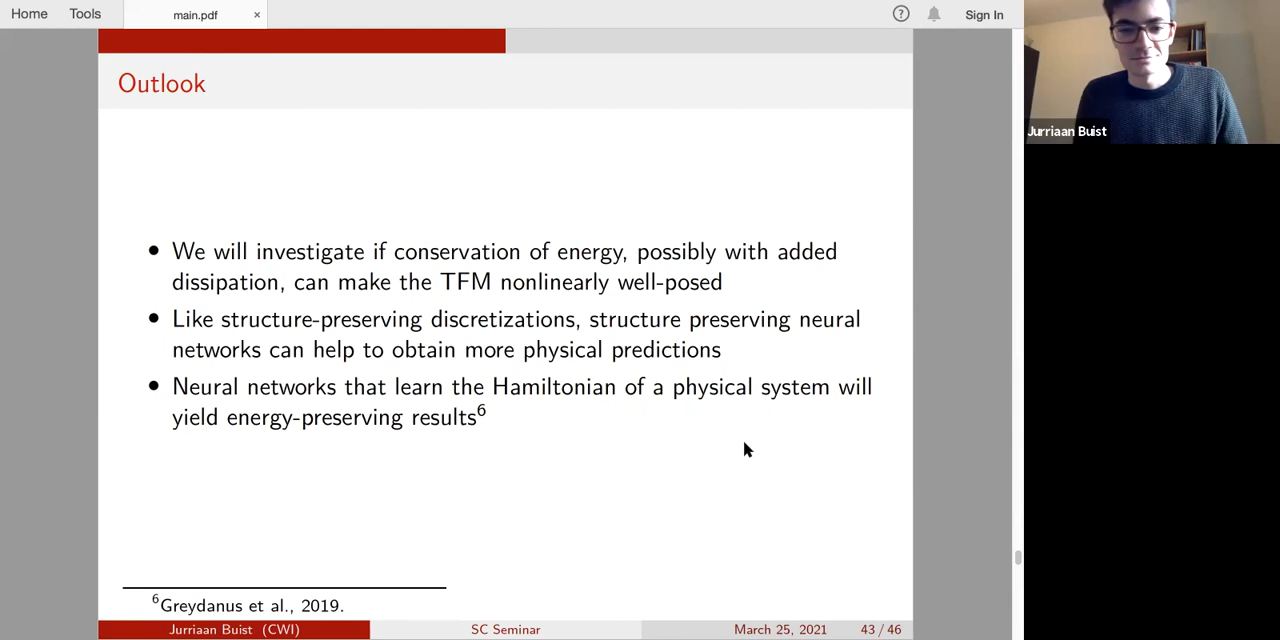 Home Tools main.pdf × ? Sign In
Outlook
Jurriaan Buist
• We will investigate if conservation of energy, possibly with added
dissipation, can make the TFM nonlinearly well-posed
• Like structure-preserving discretizations, structure preserving neural
networks can help to obtain more physical predictions
• Neural networks that learn the Hamiltonian of a physical system will
yield energy-preserving results⁶
⁶Greydanus et al., 2019.
Jurriaan Buist (CWI) SC Seminar March 25, 2021 43 / 46